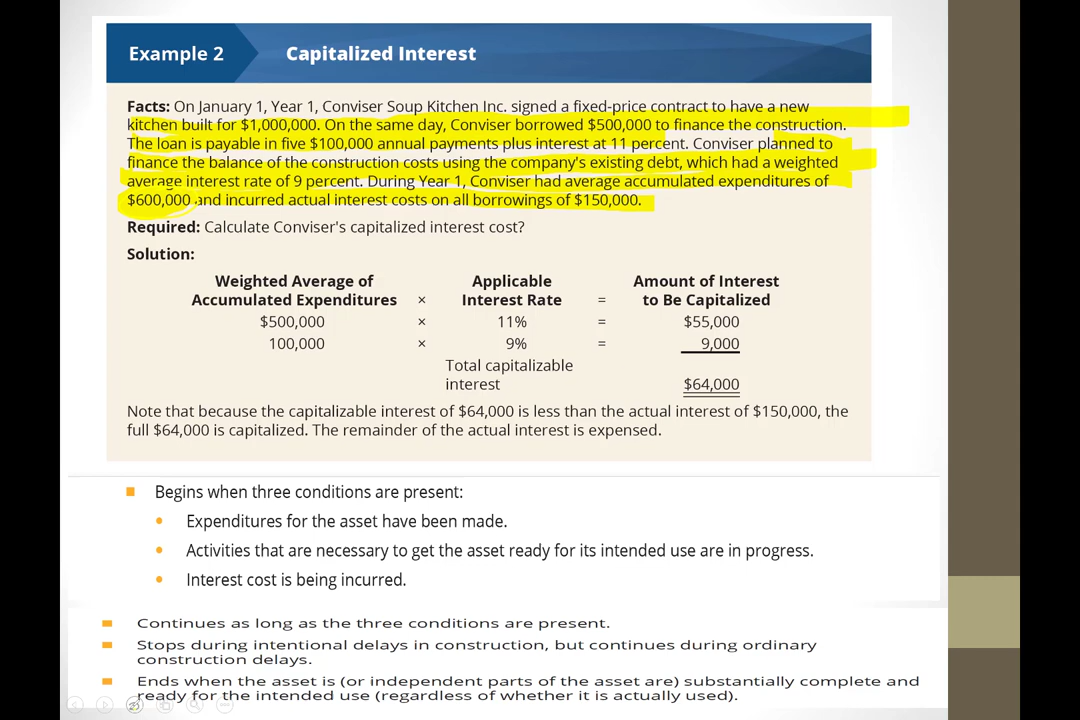 Example 2 Capitalized Interest
Facts: On January 1, Year 1, Conviser Soup Kitchen Inc. signed a fixed-price contract to have a new
kitchen built for $1,000,000. On the same day, Conviser borrowed $500,000 to finance the construction.
The loan is payable in five $100,000 annual payments plus interest at 11 percent. Conviser planned to
finance the balance of the construction costs using the company's existing debt, which had a weighted
average interest rate of 9 percent. During Year 1, Conviser had average accumulated expenditures of
$600,000 and incurred actual interest costs on all borrowings of $150,000.
Required: Calculate Conviser's capitalized interest cost?
Solution:
Weighted Average of Applicable Amount of Interest
Accumulated Expenditures × Interest Rate = to Be Capitalized
$500,000 × 11% = $55,000
100,000 × 9% = 9,000
Total capitalizable
interest $64,000
Note that because the capitalizable interest of $64,000 is less than the actual interest of $150,000, the
full $64,000 is capitalized. The remainder of the actual interest is expensed.
Begins when three conditions are present:
Expenditures for the asset have been made.
Activities that are necessary to get the asset ready for its intended use are in progress.
Interest cost is being incurred.
Continues as long as the three conditions are present.
Stops during intentional delays in construction, but continues during ordinary
construction delays.
Ends when the asset is (or independent parts of the asset are) substantially complete and
ready for the intended use (regardless of whether it is actually used).